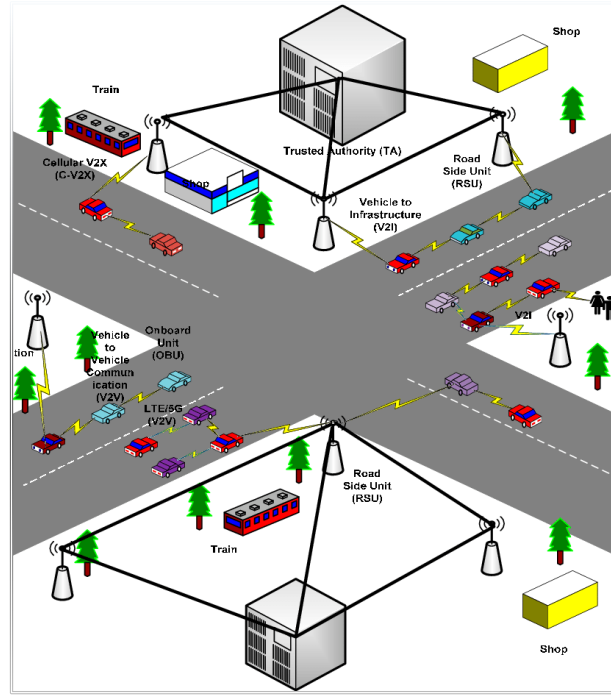 Shop
Train
Trusted Authority (TA)
Road
Side Unit
(RSU)
Cellular V2X
(C-V2X)
Shop
Vehicle to
Infrastructure
(V2I)
V2I
Onboard
Unit
(OBU)
Vehicle
to
Vehicle
Commun
ication
(V2V)
tion
LTE/5G
(V2V)
Road
Side Unit
(RSU)
Train
Shop